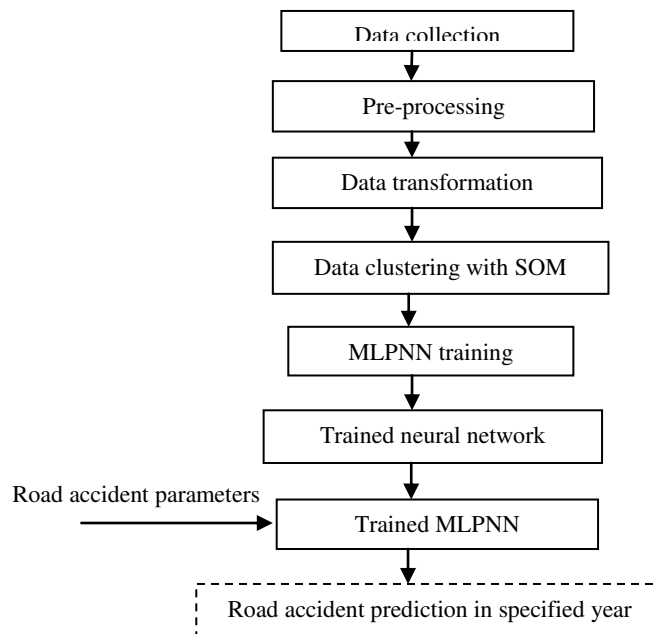 Data collection
Pre-processing
Data transformation
Data clustering with SOM
MLPNN training
Trained neural network
Road accident parameters
Trained MLPNN
Road accident prediction in specified year